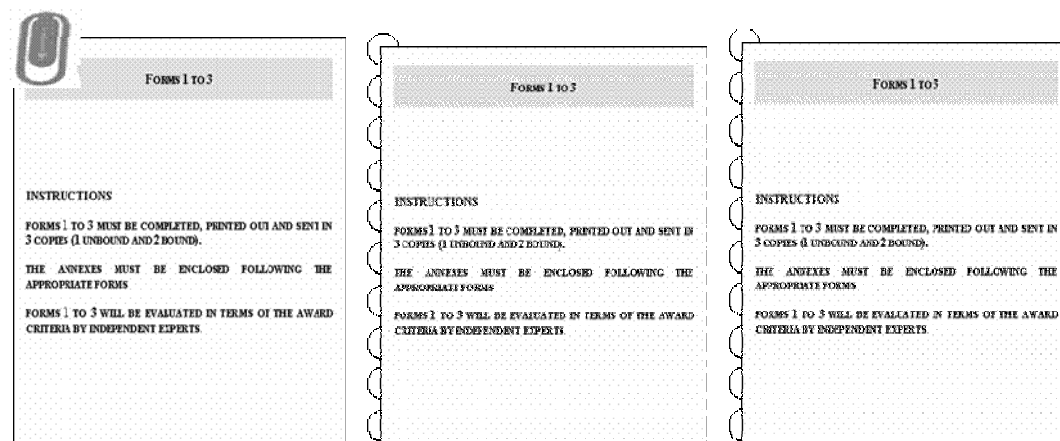 FORMS 1 TO 3
INSTRUCTIONS
FORMS 1 TO 3 MUST BE COMPLETED, PRINTED OUT AND SENT IN
3 COPIES (1 UNBOUND AND 2 BOUND).
THE ANNEXES MUST BE ENCLOSED FOLLOWING THE
APPROPRIATE FORMS
FORMS 1 TO 3 WILL BE EVALUATED IN TERMS OF THE AWARD
CRITERIA BY INDEPENDENT EXPERTS.
FORMS 1 TO 3
INSTRUCTIONS
FORMS 1 TO 3 MUST BE COMPLETED, PRINTED OUT AND SENT IN
3 COPIES (1 UNBOUND AND 2 BOUND).
THE ANNEXES MUST BE ENCLOSED FOLLOWING THE
APPROPRIATE FORMS
FORMS 1 TO 3 WILL BE EVALUATED IN TERMS OF THE AWARD
CRITERIA BY INDEPENDENT EXPERTS.
FORMS 1 TO 3
INSTRUCTIONS
FORMS 1 TO 3 MUST BE COMPLETED, PRINTED OUT AND SENT IN
3 COPIES (1 UNBOUND AND 2 BOUND).
THE ANNEXES MUST BE ENCLOSED FOLLOWING THE
APPROPRIATE FORMS
FORMS 1 TO 3 WILL BE EVALUATED IN TERMS OF THE AWARD
CRITERIA BY INDEPENDENT EXPERTS.